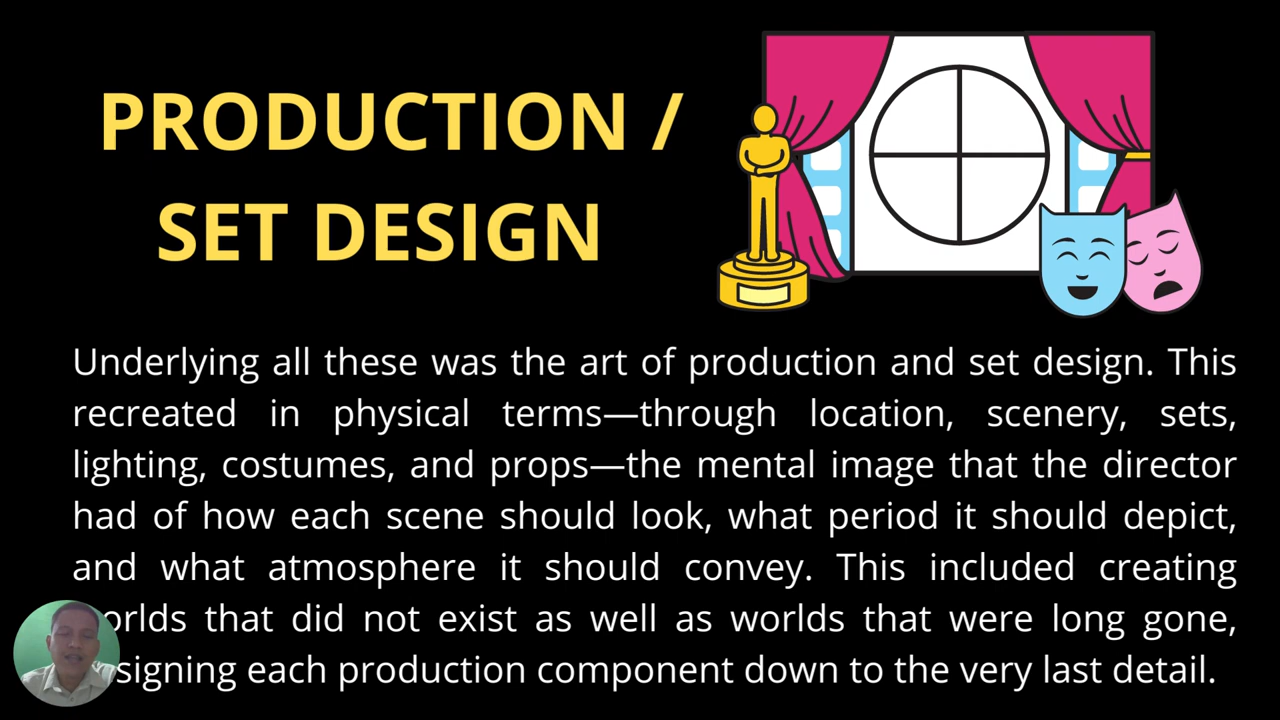 PRODUCTION /
SET DESIGN
Underlying all these was the art of production and set design. This
recreated in physical terms—through location, scenery, sets,
lighting, costumes, and props—the mental image that the director
had of how each scene should look, what period it should depict,
and what atmosphere it should convey. This included creating
that did not exist as well as worlds that were long gone,
each production component down to the very last detail.